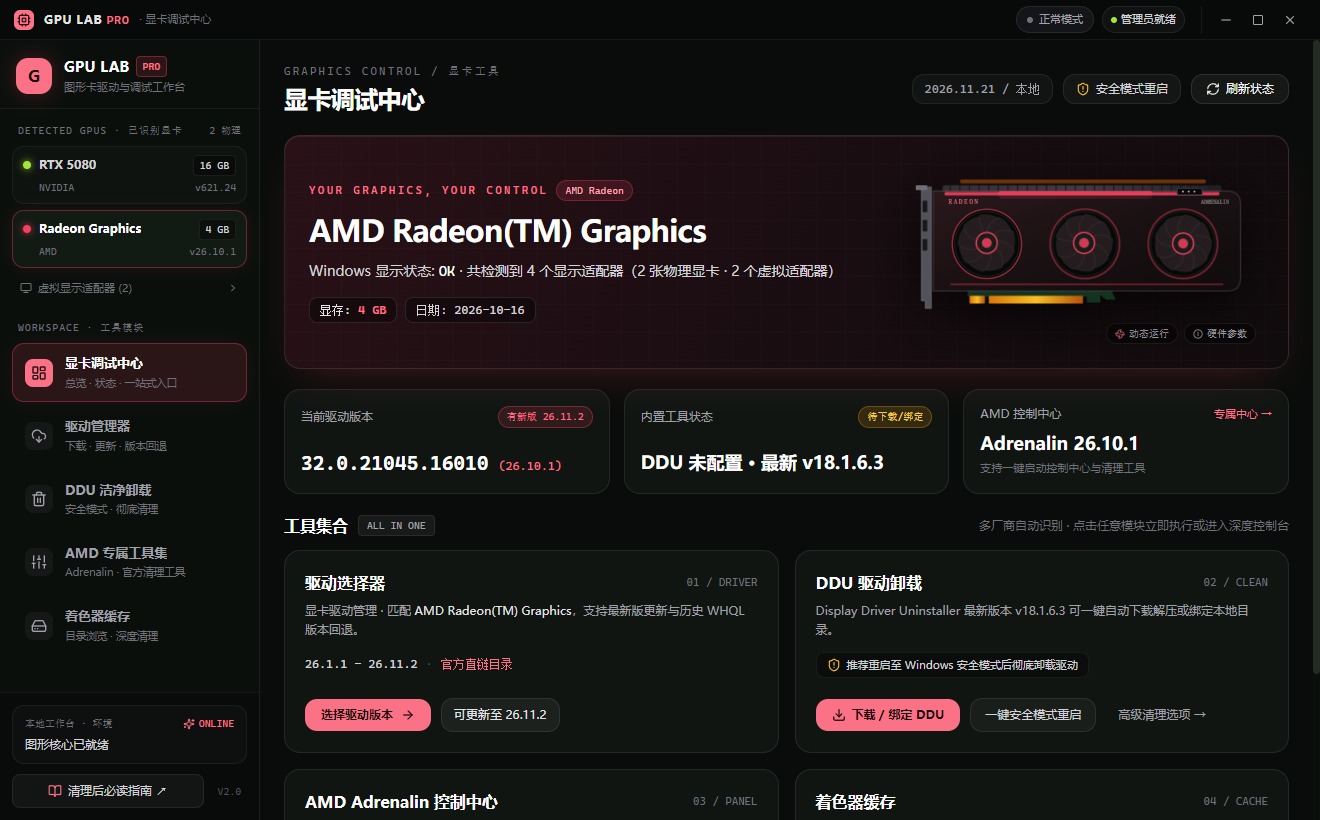 GPU LAB PRO · 显卡调试中心
正常模式
管理员就绪
G
GPU LAB PRO
图形卡驱动与调试工作台
DETECTED GPUS · 已识别显卡
2 物理
RTX 5080
16 GB
NVIDIA
v621.24
Radeon Graphics
4 GB
AMD
v26.10.1
虚拟显示适配器 (2)
WORKSPACE · 工具模块
显卡调试中心
总览 · 状态 · 一站式入口
驱动管理器
下载 · 更新 · 版本回退
DDU 洁净卸载
安全模式 · 彻底清理
AMD 专属工具集
Adrenalin · 官方清理工具
着色器缓存
目录浏览 · 深度清理
本地工作台 · 环境
ONLINE
图形核心已就绪
清理后必读指南 ↗
V2.0
GRAPHICS CONTROL / 显卡工具
显卡调试中心
2026.11.21 / 本地
安全模式重启
刷新状态
YOUR GRAPHICS, YOUR CONTROL
AMD Radeon
AMD Radeon(TM) Graphics
Windows 显示状态: OK · 共检测到 4 个显示适配器（2 张物理显卡 · 2 个虚拟适配器）
显存: 4 GB
日期: 2026-10-16
RADEON
ADRENALIN
动态运行
硬件参数
当前驱动版本
有新版 26.11.2
32.0.21045.16010 (26.10.1)
内置工具状态
待下载/绑定
DDU 未配置 • 最新 v18.1.6.3
AMD 控制中心
专属中心 →
Adrenalin 26.10.1
支持一键启动控制中心与清理工具
工具集合
ALL IN ONE
多厂商自动识别 · 点击任意模块立即执行或进入深度控制台
驱动选择器
01 / DRIVER
显卡驱动管理 · 匹配 AMD Radeon(TM) Graphics，支持最新版更新与历史 WHQL
版本回退。
26.1.1 – 26.11.2 · 官方直链目录
选择驱动版本 →
可更新至 26.11.2
DDU 驱动卸载
02 / CLEAN
Display Driver Uninstaller 最新版本 v18.1.6.3 可一键自动下载解压或绑定本地目
录。
推荐重启至 Windows 安全模式后彻底卸载驱动
下载 / 绑定 DDU
一键安全模式重启
高级清理选项 →
AMD Adrenalin 控制中心
03 / PANEL
着色器缓存
04 / CACHE